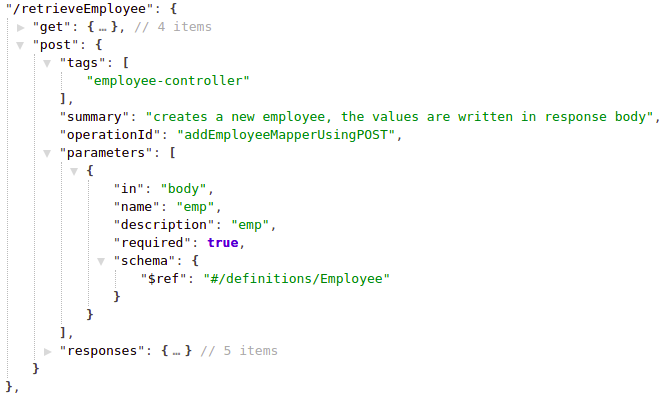 "/retrieveEmployee": {
"get": { … }, // 4 items
"post": {
"tags": [
"employee-controller"
],
"summary": "creates a new employee, the values are written in response body",
"operationId": "addEmployeeMapperUsingPOST",
"parameters": [
{
"in": "body",
"name": "emp",
"description": "emp",
"required": true,
"schema": {
"$ref": "#/definitions/Employee"
}
}
],
"responses": { … } // 5 items
}
},